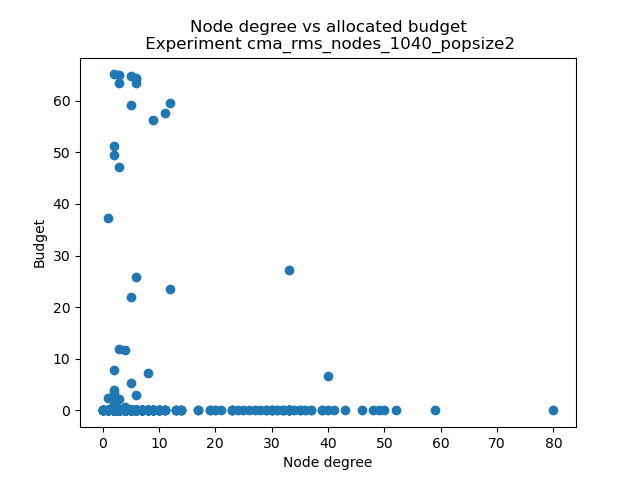 Node degree vs allocated budget
Experiment cma_rms_nodes_1040_popsize2
60
50
40
30
20
10
0
Budget
0 10 20 30 40 50 60 70 80
Node degree